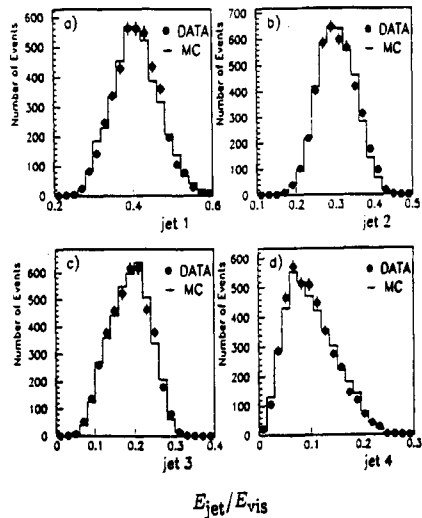 a)
DATA
MC
Number of Events
600
500
400
300
200
100
0
0.2
0.3
0.4
0.5
0.6
jet 1
b)
DATA
MC
Number of Events
700
600
500
400
300
200
100
0
0.1
0.2
0.3
0.4
0.5
jet 2
c)
DATA
MC
Number of Events
600
500
400
300
200
100
0
0
0.1
0.2
0.3
0.4
jet 3
d)
DATA
MC
Number of Events
600
500
400
300
200
100
0
0
0.1
0.2
0.3
jet 4
E_jet/E_vis